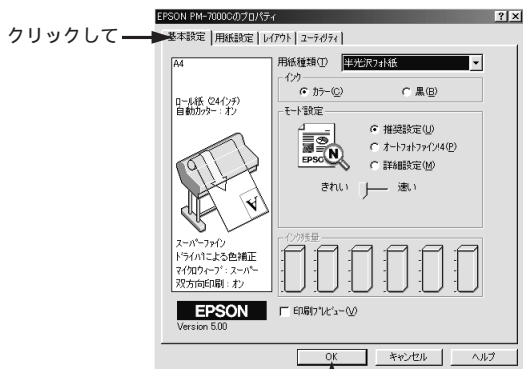 EPSON PM-7000Cのプロパティ
クリックして
基本設定 用紙設定 レイアウト ユーティリティ
A4
ロール紙 (24インチ)
自動カッター : オン
A
スーパーファイン
ドライバによる色補正
マイクロウィーブ : スーパー
双方向印刷 : オン
EPSON
Version 5.00
用紙種類(T) 半光沢フォト紙
インク
カラー(C) 黒(B)
モード設定
EPSO
N
推奨設定(U)
オートフォトファイン!4(P)
詳細設定(M)
きれい 速い
インク残量
印刷プレビュー(V)
OK キャンセル ヘルプ